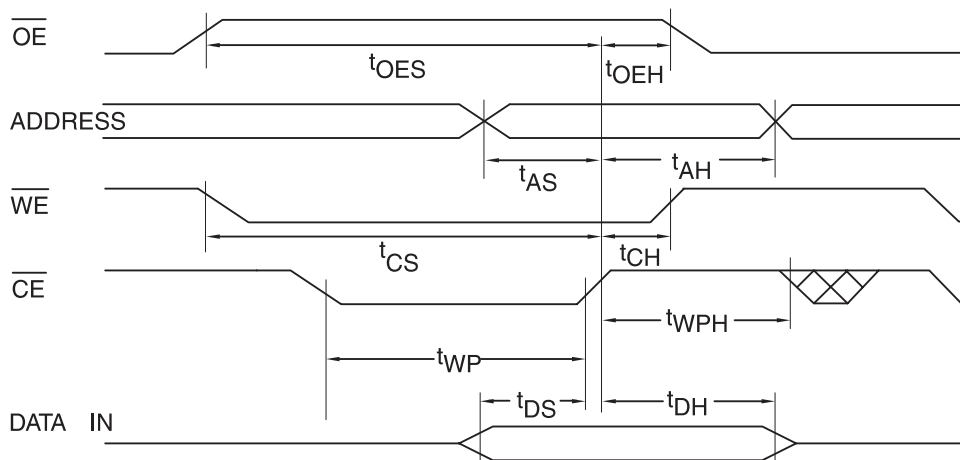 OE
tOES tOEH
ADDRESS
tAS tAH
WE
tCS tCH
CE
tWPH
tWP
tDS tDH
DATA IN